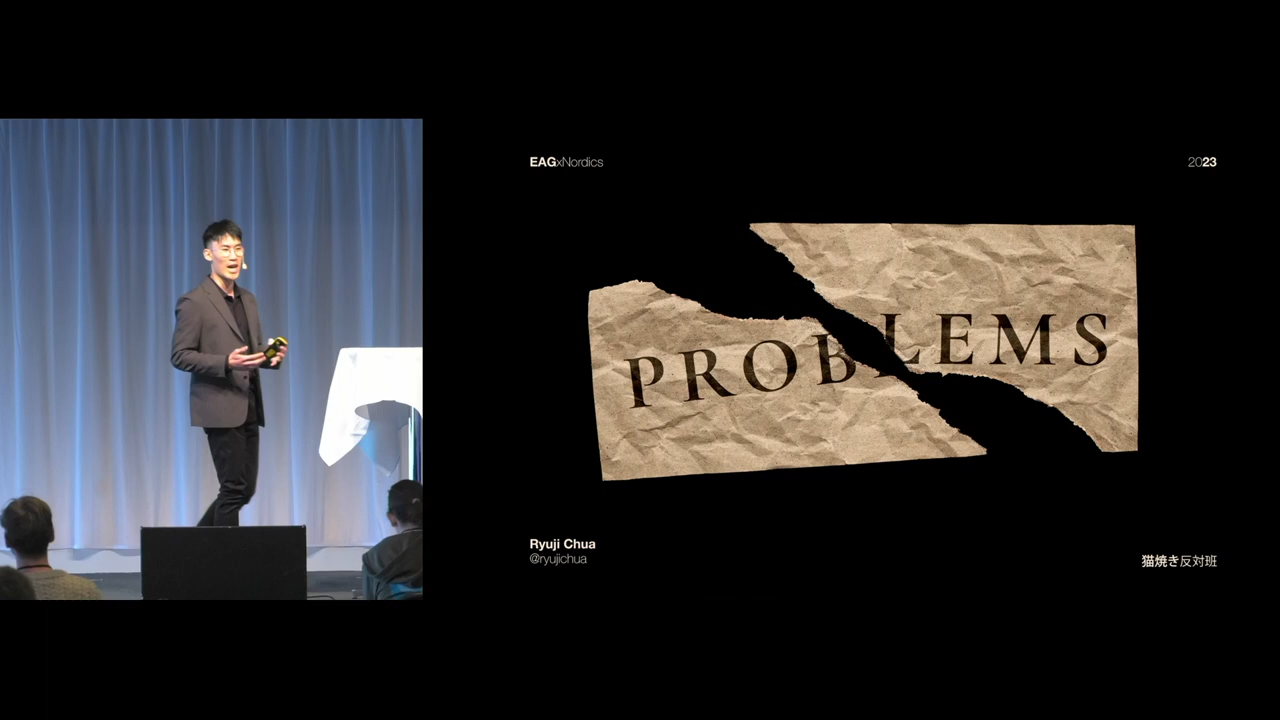 EAGxNordics
2023
PROBLEMS
Ryuji Chua
@ryujichua
猫焼き反対班